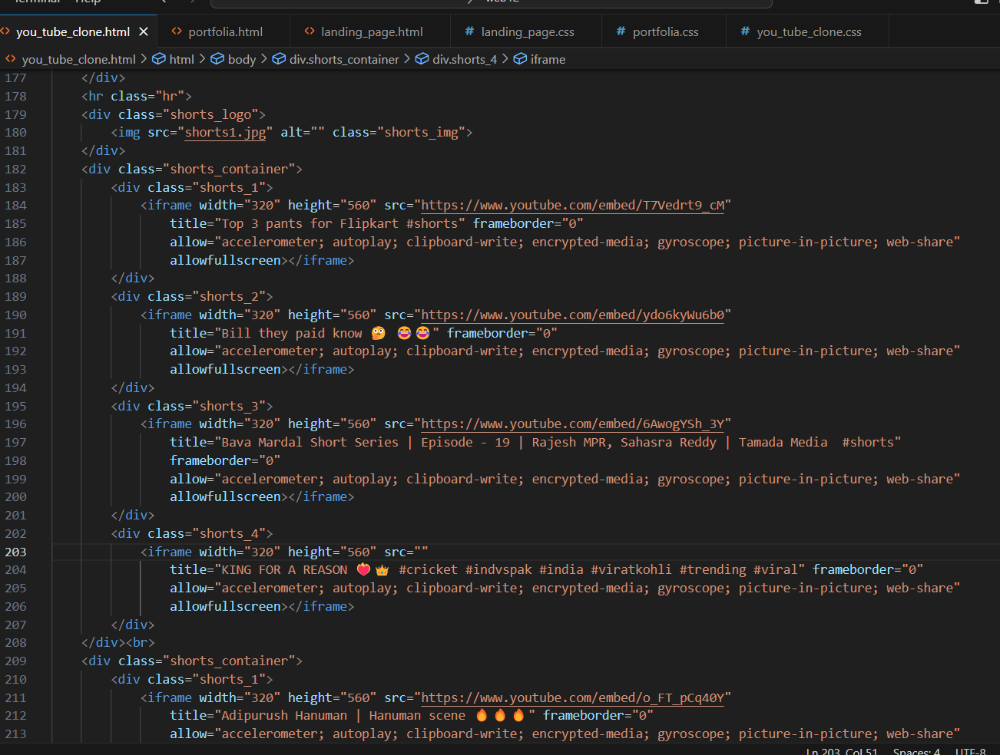 Terminal Help
you_tube_clone.html
portfolia.html
landing_page.html
# landing_page.css
# portfolia.css
# you_tube_clone.css
you_tube_clone.html > html > body > div.shorts_container > div.shorts_4 > iframe
177 </div>
178 <hr class="hr">
179 <div class="shorts_logo">
180 <img src="shorts1.jpg" alt="" class="shorts_img">
181 </div>
182 <div class="shorts_container">
183 <div class="shorts_1">
184 <iframe width="320" height="560" src="https://www.youtube.com/embed/T7Vedrt9_cM"
185 title="Top 3 pants for Flipkart #shorts" frameborder="0"
186 allow="accelerometer; autoplay; clipboard-write; encrypted-media; gyroscope; picture-in-picture; web-share"
187 allowfullscreen></iframe>
188 </div>
189 <div class="shorts_2">
190 <iframe width="320" height="560" src="https://www.youtube.com/embed/ydo6kyWu6b0"
191 title="Bill they paid know 🤔 😂😂" frameborder="0"
192 allow="accelerometer; autoplay; clipboard-write; encrypted-media; gyroscope; picture-in-picture; web-share"
193 allowfullscreen></iframe>
194 </div>
195 <div class="shorts_3">
196 <iframe width="320" height="560" src="https://www.youtube.com/embed/6AwogYSh_3Y"
197 title="Bava Mardal Short Series | Episode - 19 | Rajesh MPR, Sahasra Reddy | Tamada Media  #shorts"
198 frameborder="0"
199 allow="accelerometer; autoplay; clipboard-write; encrypted-media; gyroscope; picture-in-picture; web-share"
200 allowfullscreen></iframe>
201 </div>
202 <div class="shorts_4">
203 <iframe width="320" height="560" src=""
204 title="KING FOR A REASON ❤️‍🔥👑 #cricket #indvspak #india #viratkohli #trending #viral" frameborder="0"
205 allow="accelerometer; autoplay; clipboard-write; encrypted-media; gyroscope; picture-in-picture; web-share"
206 allowfullscreen></iframe>
207 </div>
208 </div><br>
209 <div class="shorts_container">
210 <div class="shorts_1">
211 <iframe width="320" height="560" src="https://www.youtube.com/embed/o_FT_pCq40Y"
212 title="Adipurush Hanuman | Hanuman scene 🔥🔥🔥" frameborder="0"
213 allow="accelerometer; autoplay; clipboard-write; encrypted-media; gyroscope; picture-in-picture; web-share"
Ln 203, Col 51 Spaces: 4 UTF-8